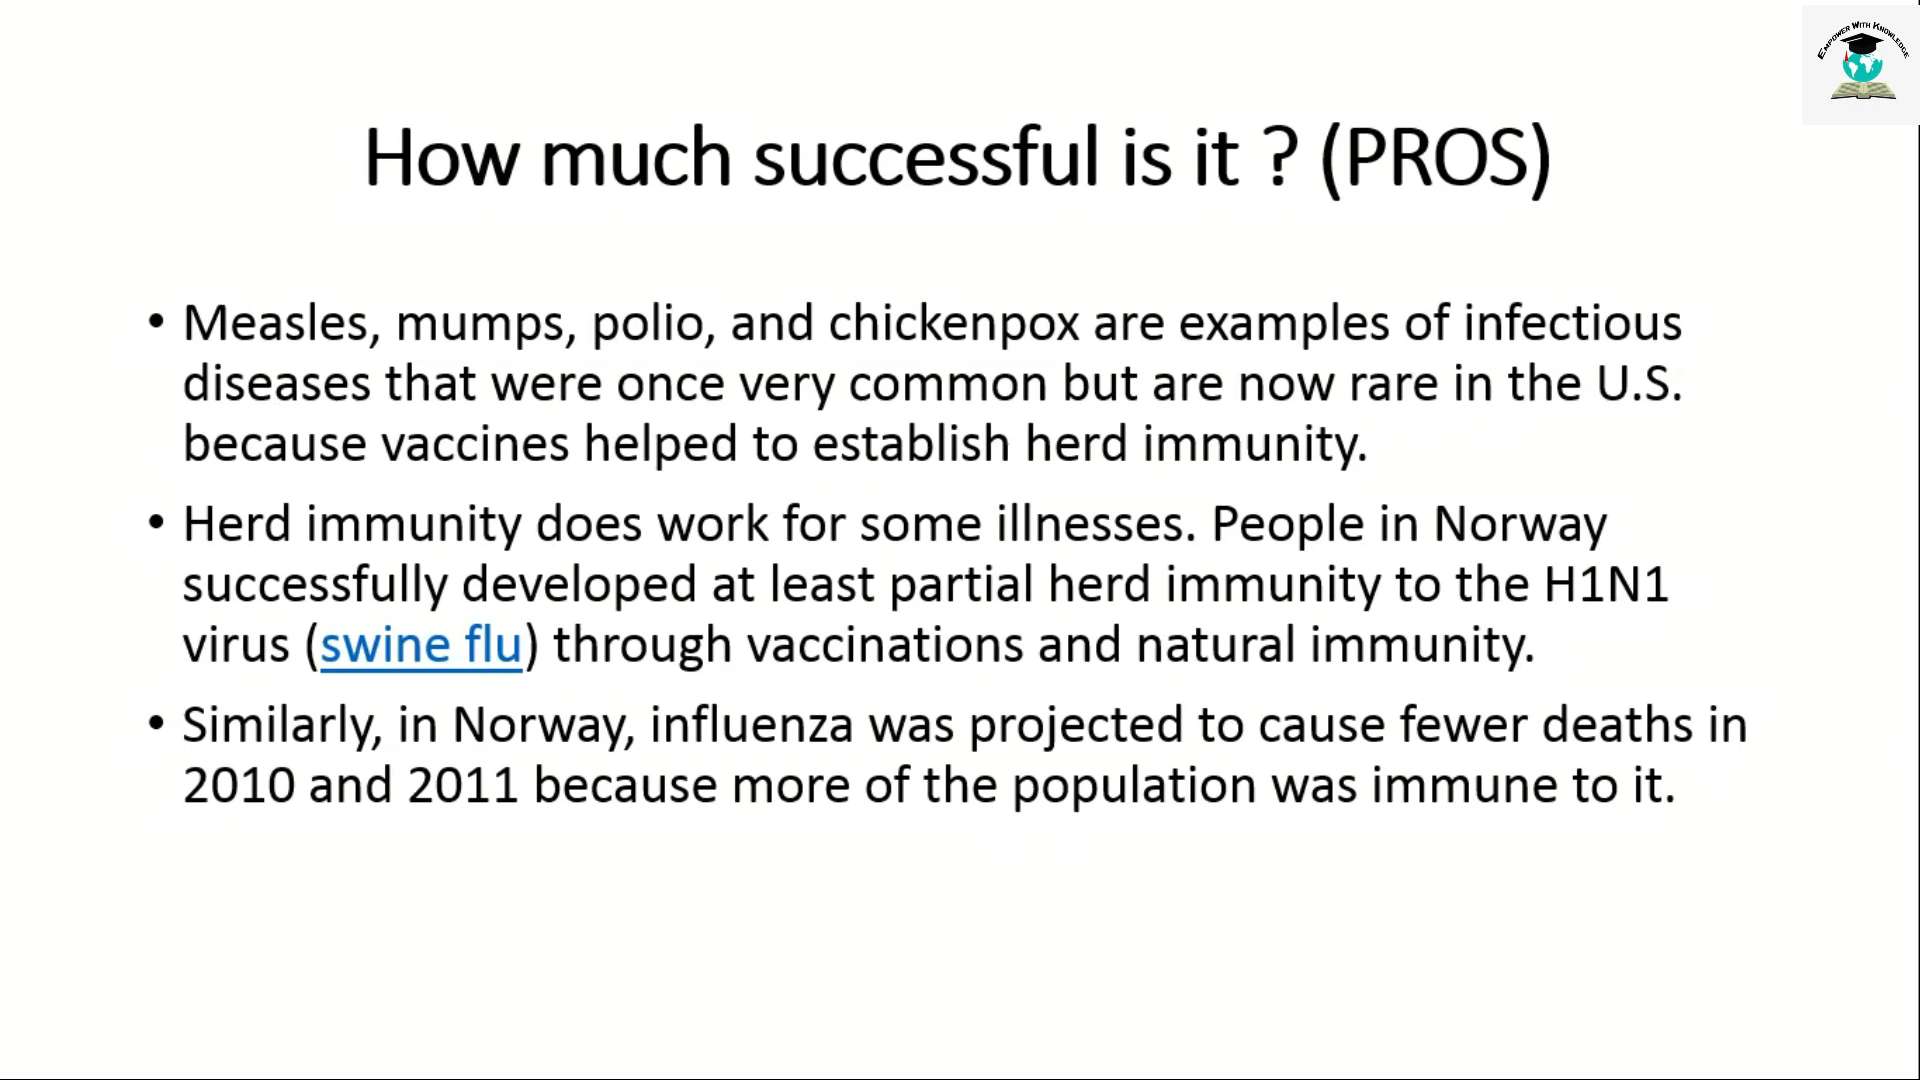 EMPOWER WITH KNOWLEDGE
How much successful is it ? (PROS)
• Measles, mumps, polio, and chickenpox are examples of infectious
diseases that were once very common but are now rare in the U.S.
because vaccines helped to establish herd immunity.
• Herd immunity does work for some illnesses. People in Norway
successfully developed at least partial herd immunity to the H1N1
virus (swine flu) through vaccinations and natural immunity.
• Similarly, in Norway, influenza was projected to cause fewer deaths in
2010 and 2011 because more of the population was immune to it.